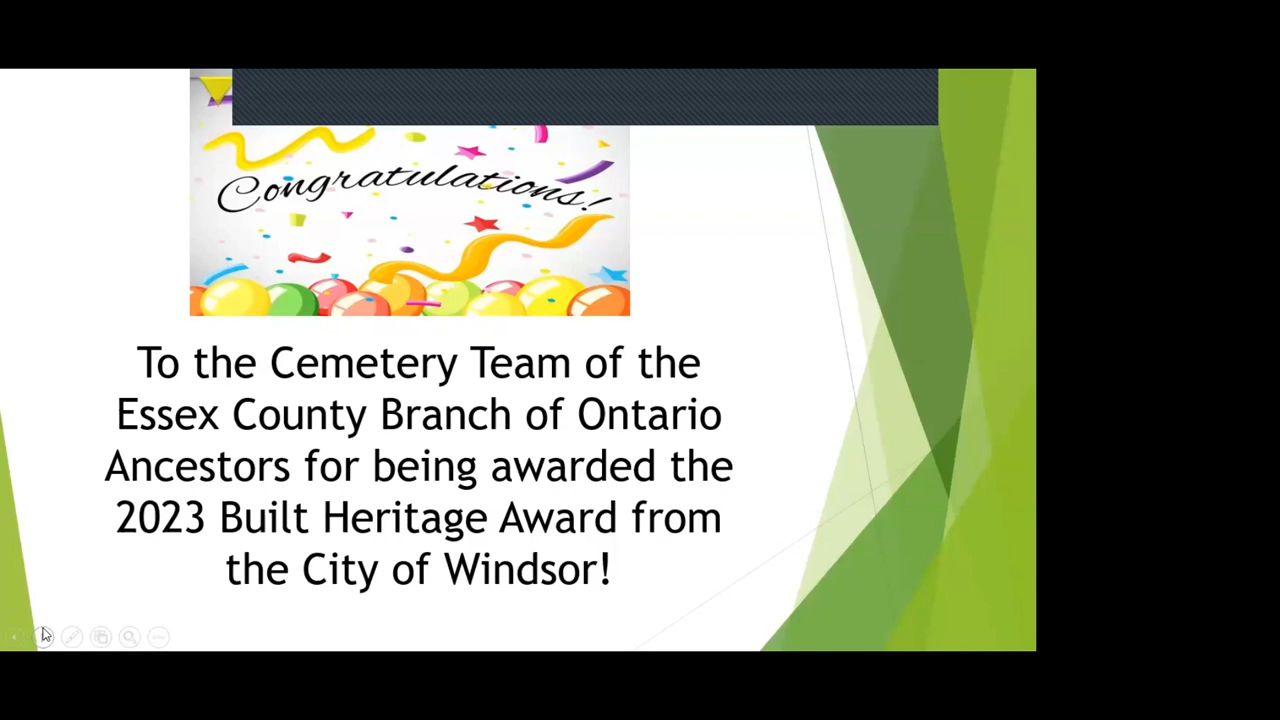 Congratulations!
To the Cemetery Team of the
Essex County Branch of Ontario
Ancestors for being awarded the
2023 Built Heritage Award from
the City of Windsor!